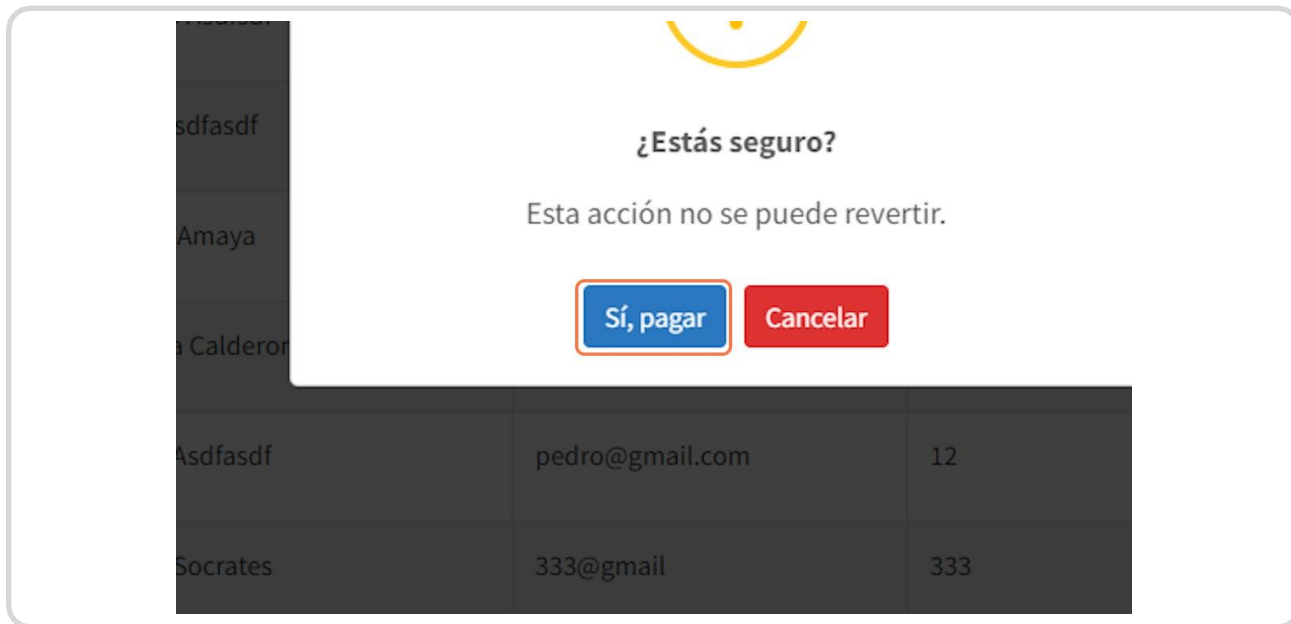 sdfasdf
¿Estás seguro?
Esta acción no se puede revertir.
Amaya
Sí, pagar Cancelar
a Calderon
Asdfasdf pedro@gmail.com 12
Socrates 333@gmail 333